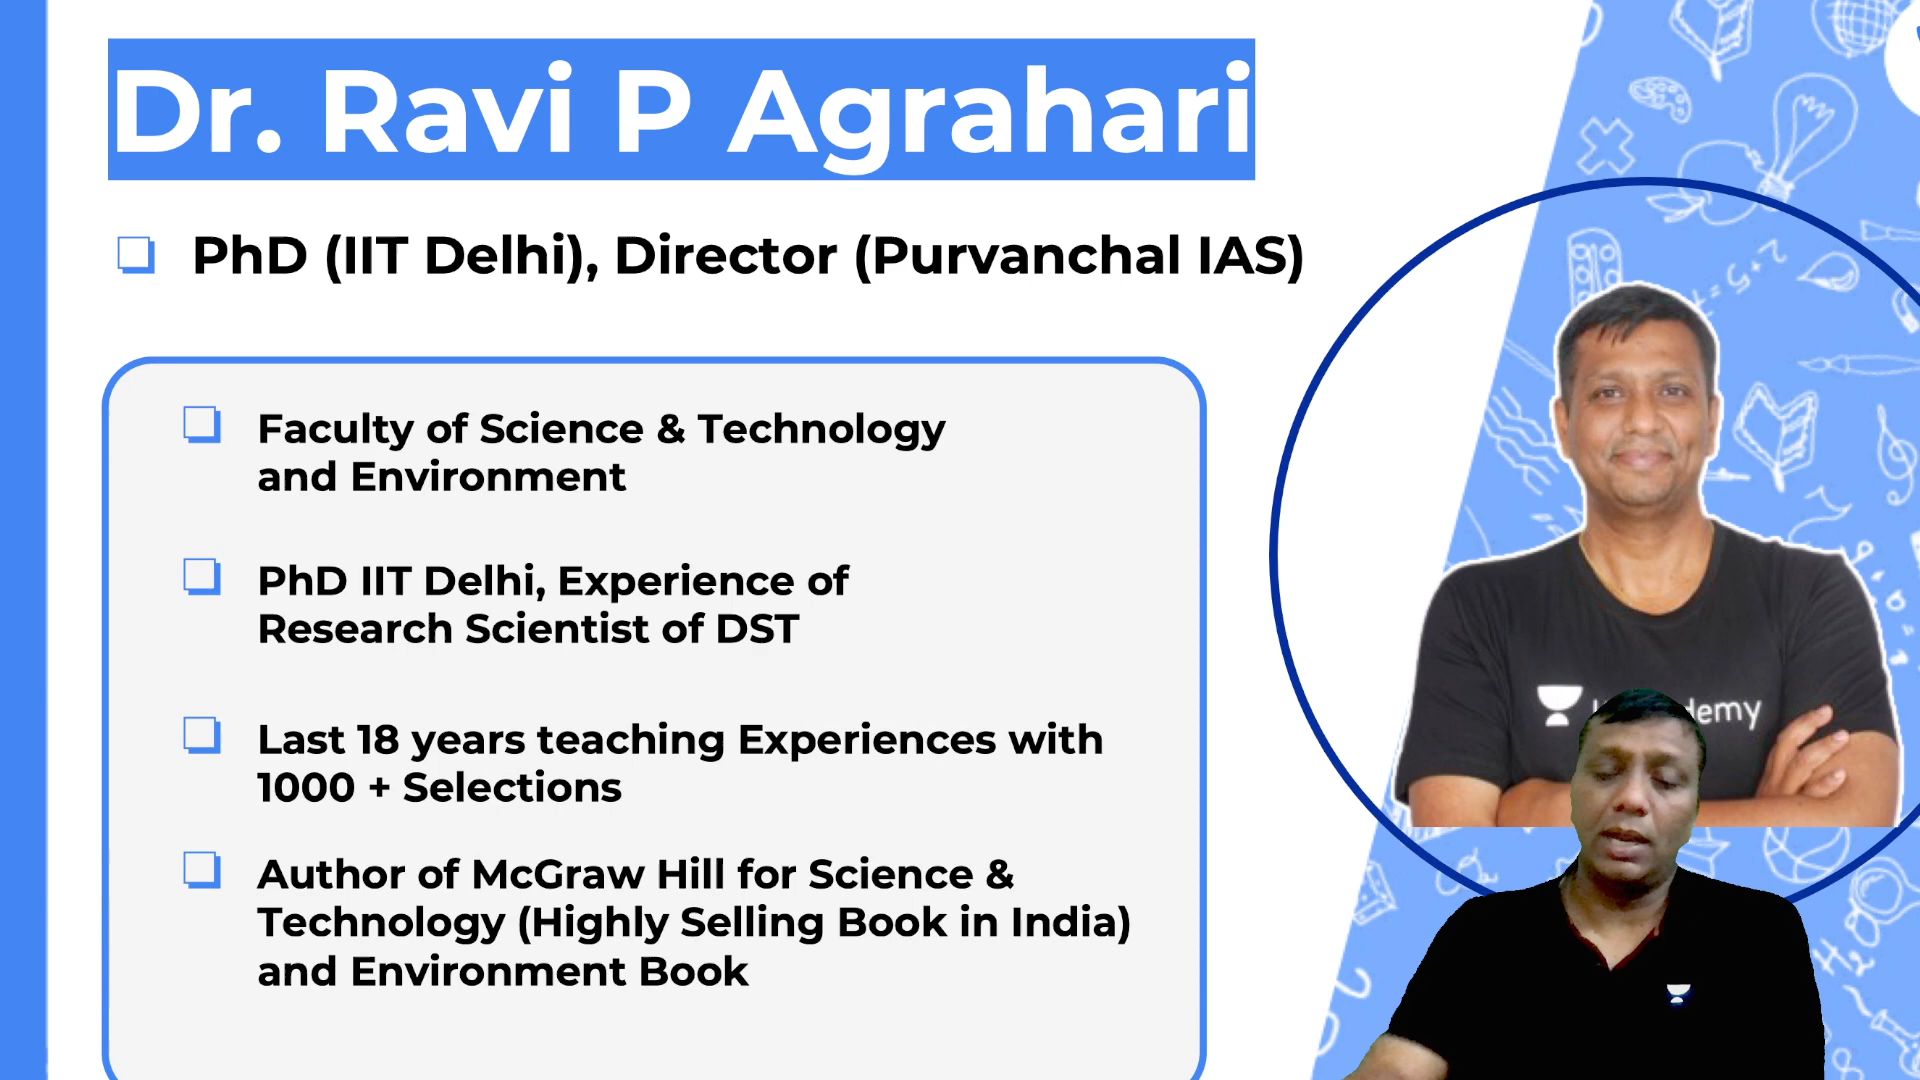 Dr. Ravi P Agrahari
PhD (IIT Delhi), Director (Purvanchal IAS)
Faculty of Science & Technology
and Environment
PhD IIT Delhi, Experience of
Research Scientist of DST
Last 18 years teaching Experiences with
1000 + Selections
Author of McGraw Hill for Science &
Technology (Highly Selling Book in India)
and Environment Book